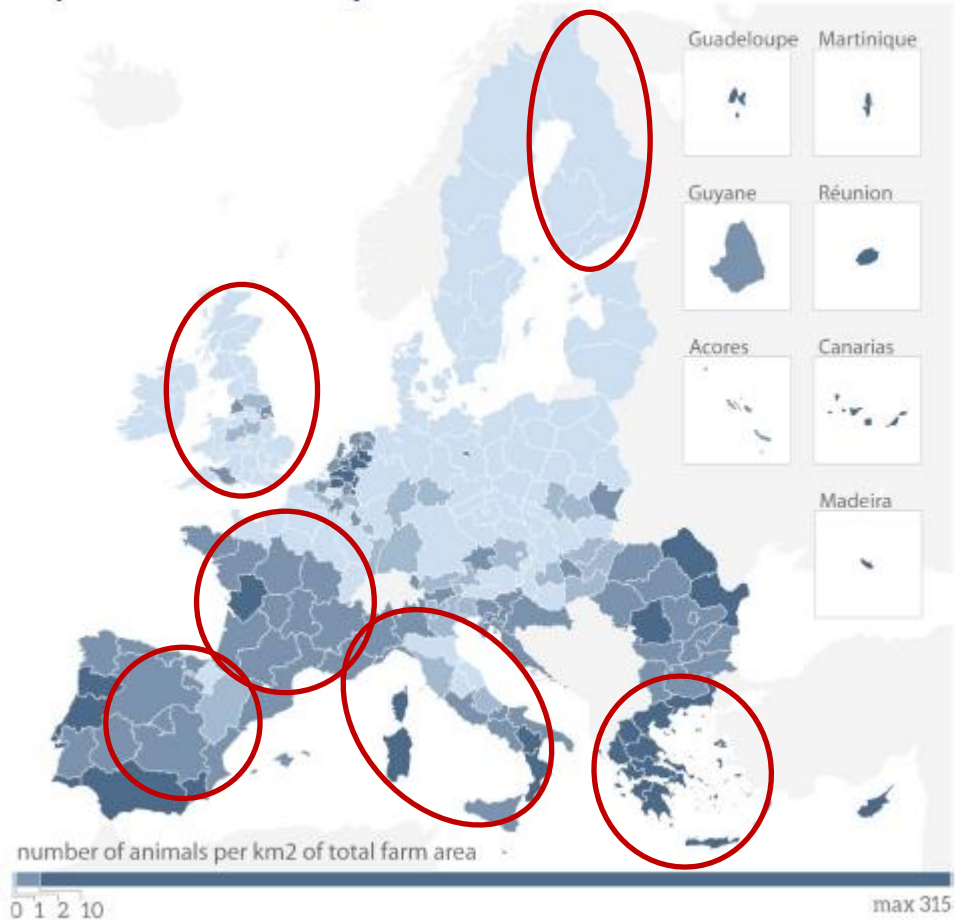 Guadeloupe
Martinique
Guyane
Réunion
Acores
Canarias
Madeira
number of animals per km2 of total farm area
0 1 2 10
max 315